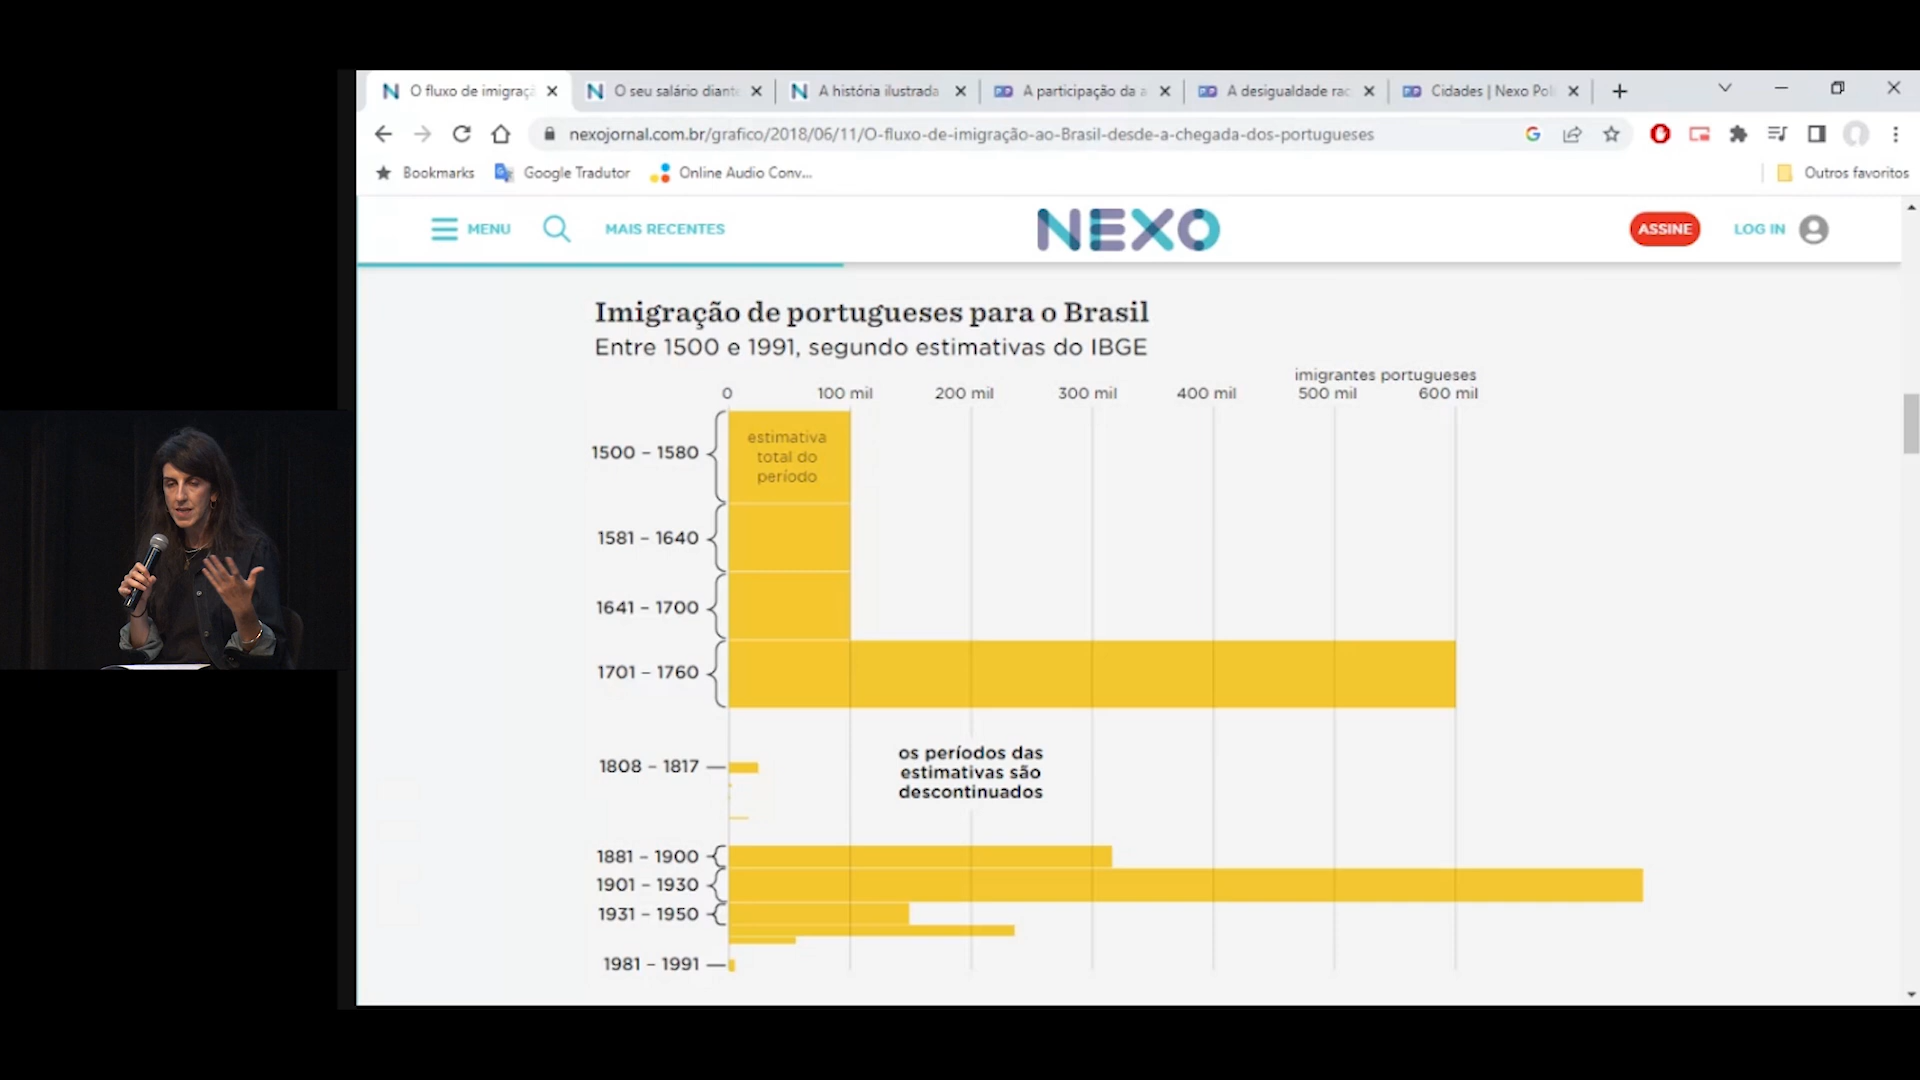 O fluxo de imigraçã
O seu salário diante
A história ilustrada
A participação da a
A desigualdade rac
Cidades | Nexo Pol
nexojornal.com.br/grafico/2018/06/11/O-fluxo-de-imigração-ao-Brasil-desde-a-chegada-dos-portugueses
Bookmarks
Google Tradutor
Online Audio Conv...
Outros favoritos
MENU
MAIS RECENTES
NEXO
ASSINE
LOG IN
Imigração de portugueses para o Brasil
Entre 1500 e 1991, segundo estimativas do IBGE
imigrantes portugueses
0 100 mil 200 mil 300 mil 400 mil 500 mil 600 mil
1500 – 1580
estimativa
total do
período
1581 – 1640
1641 – 1700
1701 – 1760
1808 – 1817
os períodos das
estimativas são
descontinuados
1881 – 1900
1901 – 1930
1931 – 1950
1981 – 1991